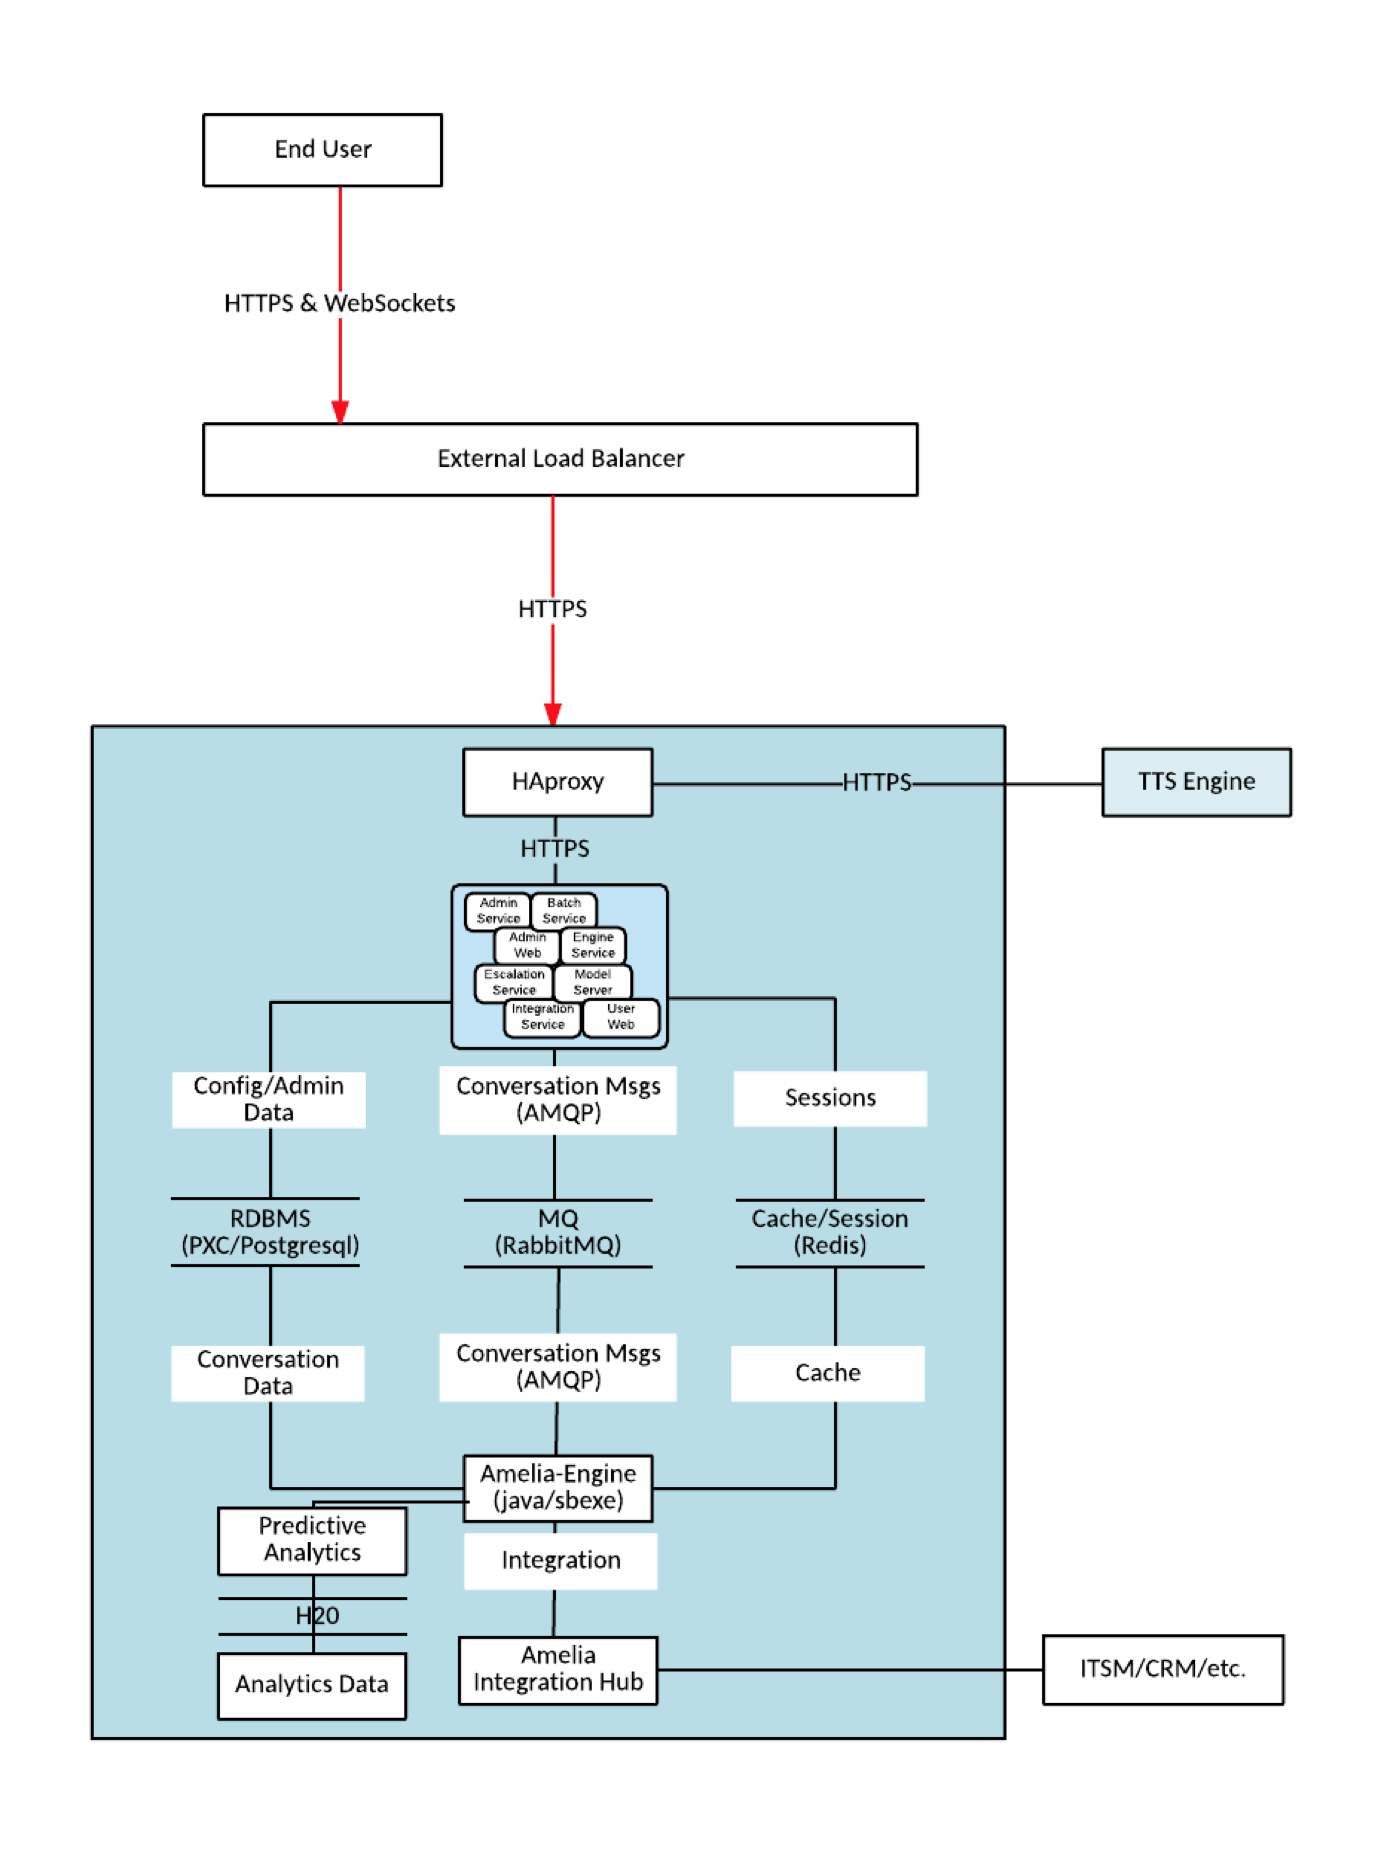 End User
HTTPS & WebSockets
External Load Balancer
HTTPS
HAproxy
HTTPS
TTS Engine
HTTPS
Admin
Service
Batch
Service
Admin
Web
Engine
Service
Escalation
Service
Model
Server
Integration
Service
User
Web
Config/Admin
Data
Conversation Msgs
(AMQP)
Sessions
RDBMS
(PXC/Postgresql)
MQ
(RabbitMQ)
Cache/Session
(Redis)
Conversation
Data
Conversation Msgs
(AMQP)
Cache
Amelia-Engine
(java/sbexe)
Predictive
Analytics
Integration
H20
Analytics Data
Amelia
Integration Hub
ITSM/CRM/etc.